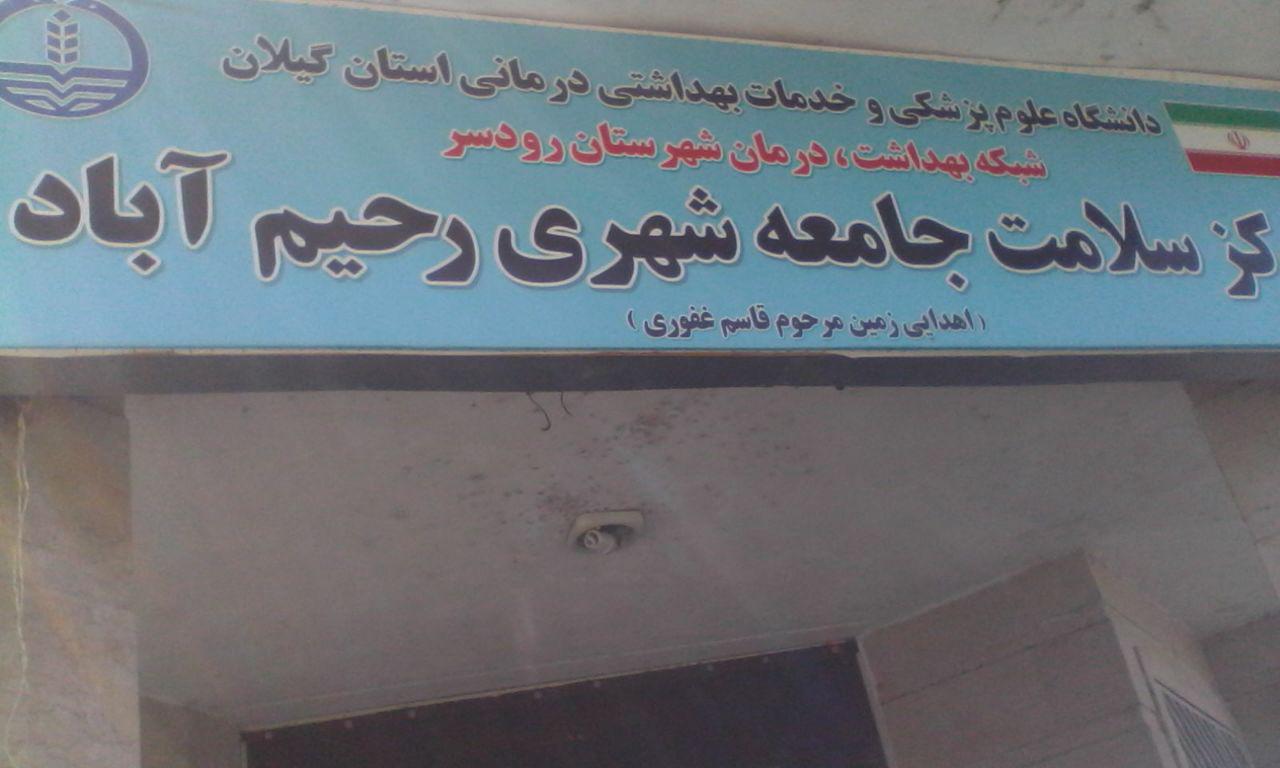 دانشگاه علوم پزشکی و خدمات بهداشتی درمانی استان گیلان
شبکه بهداشت، درمان شهرستان رودسر
کز سلامت جامعه شهری رحیم آباد
(اهدایی زمین مرحوم قاسم غفوری)